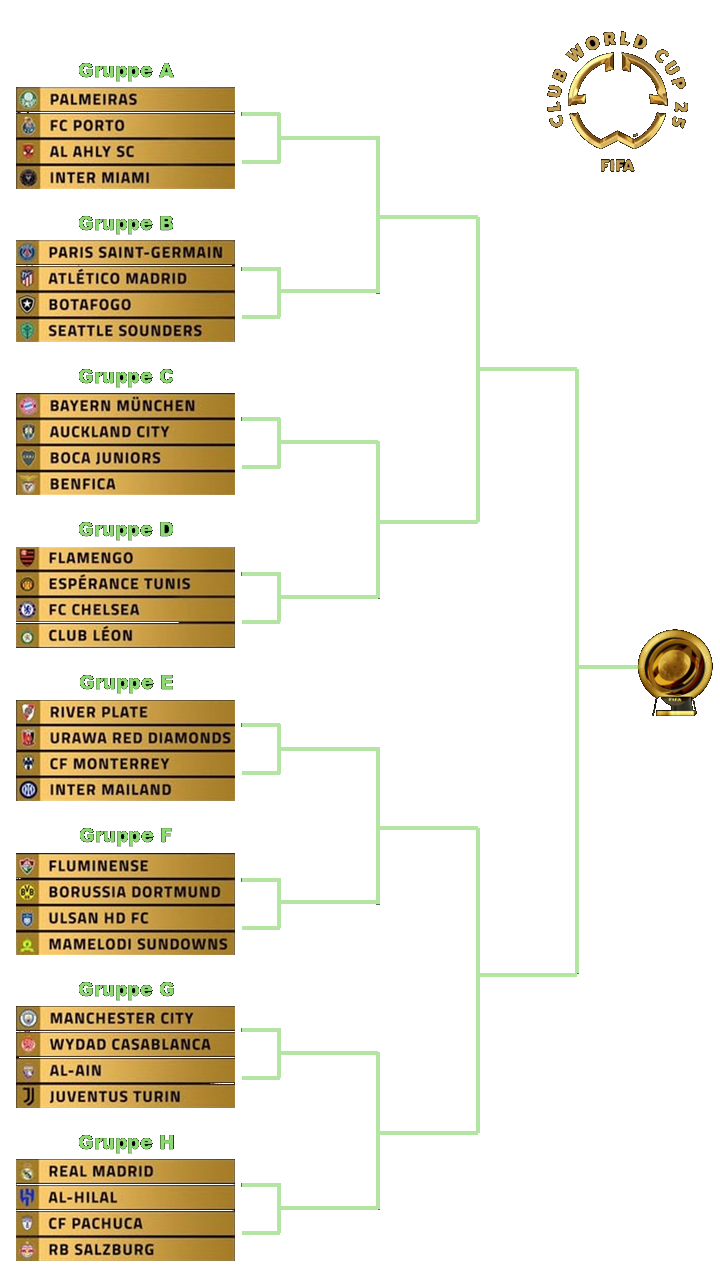 CLUB WORLD CUP 25
FIFA
Gruppe A
PALMEIRAS
FC PORTO
AL AHLY SC
INTER MIAMI
Gruppe B
PARIS SAINT-GERMAIN
ATLÉTICO MADRID
BOTAFOGO
SEATTLE SOUNDERS
Gruppe C
BAYERN MÜNCHEN
AUCKLAND CITY
BOCA JUNIORS
BENFICA
Gruppe D
FLAMENGO
ESPÉRANCE TUNIS
FC CHELSEA
CLUB LÉON
Gruppe E
RIVER PLATE
URAWA RED DIAMONDS
CF MONTERREY
INTER MAILAND
Gruppe F
FLUMINENSE
BORUSSIA DORTMUND
ULSAN HD FC
MAMELODI SUNDOWNS
Gruppe G
MANCHESTER CITY
WYDAD CASABLANCA
AL-AIN
JUVENTUS TURIN
Gruppe H
REAL MADRID
AL-HILAL
CF PACHUCA
RB SALZBURG
FIFA